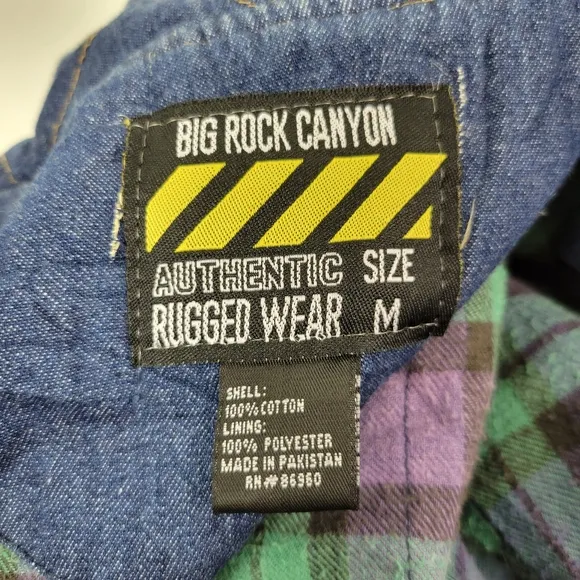 BIG ROCK CANYON
AUTHENTIC SIZE
RUGGED WEAR M
SHELL:
100% COTTON
LINING:
100% POLYESTER
MADE IN PAKISTAN
RN# 86960